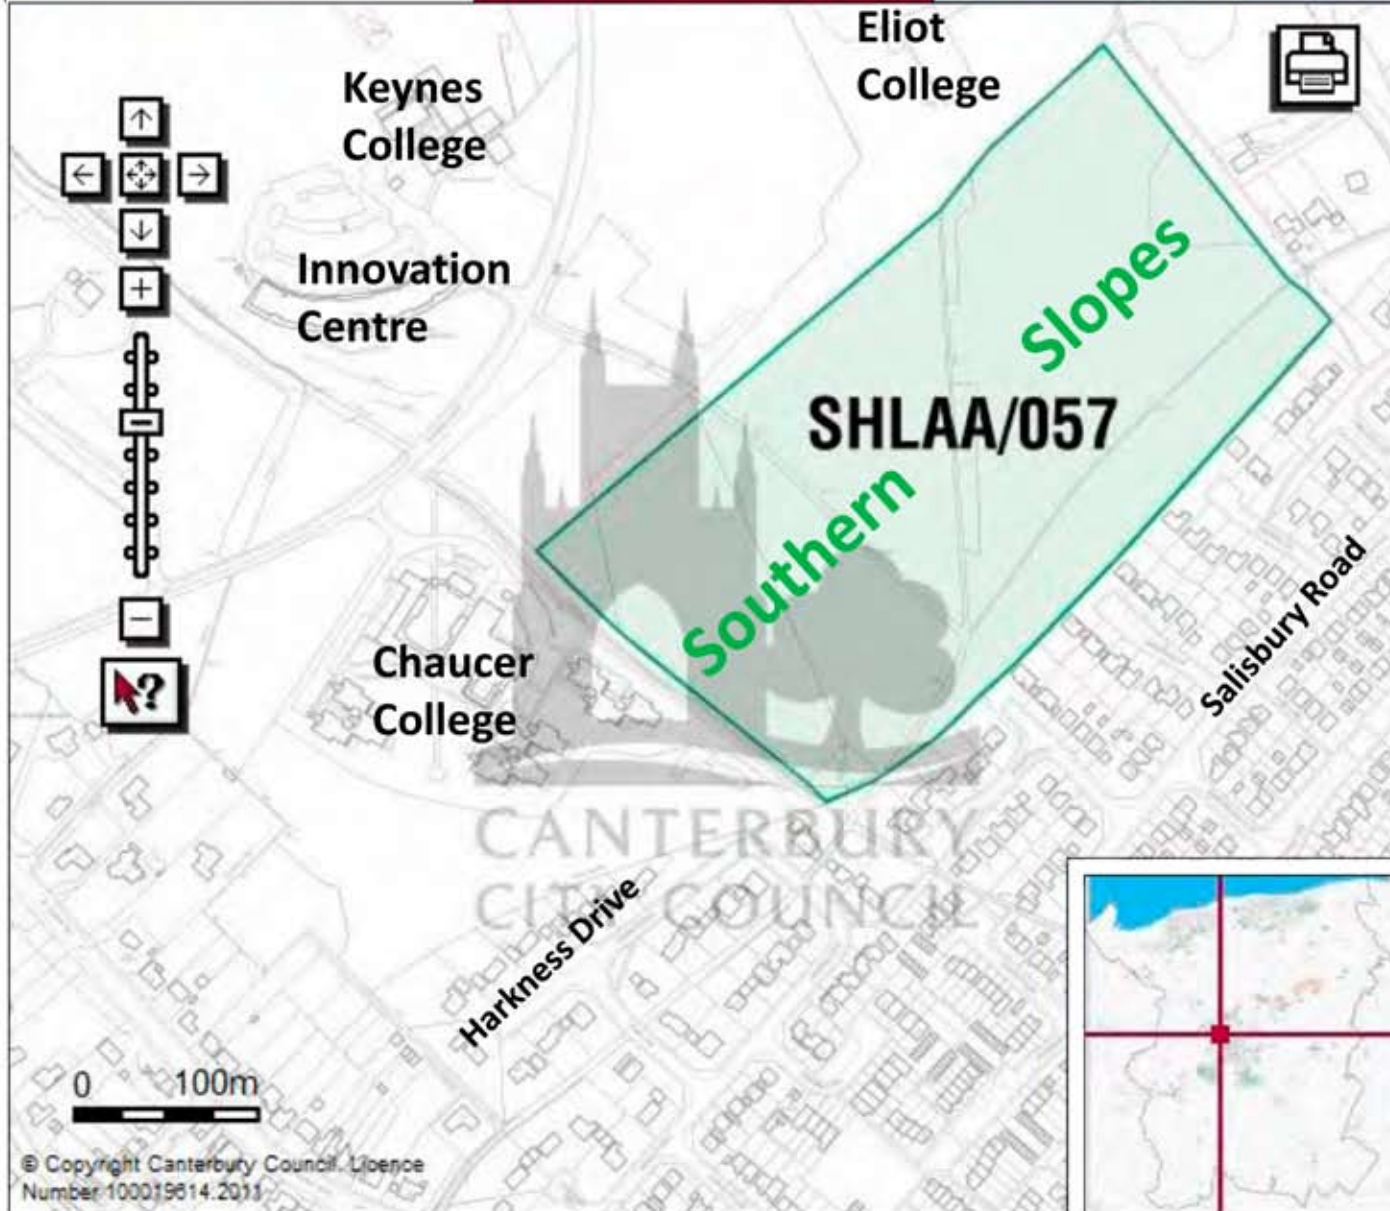 Eliot
College
Keynes
College
Innovation
Centre
Slopes
SHLAA/057
Southern
Salisbury Road
Chaucer
College
CANTERBURY
CITY COUNCIL
Harkness Drive
0 100m
© Copyright Canterbury Council. Licence
Number 100019614.2011